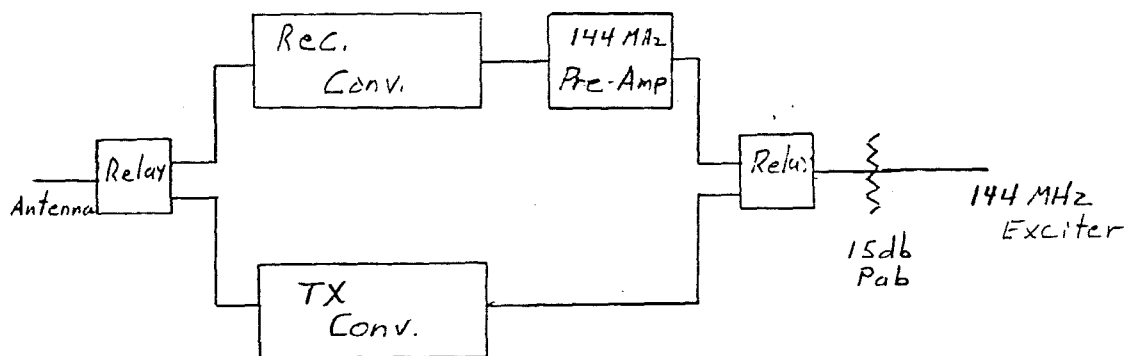 Rec.
Conv.
144 MHz
Pre-Amp
Relay
Antenna
Relay
144 MHz
Exciter
15db
Pab
TX
Conv.